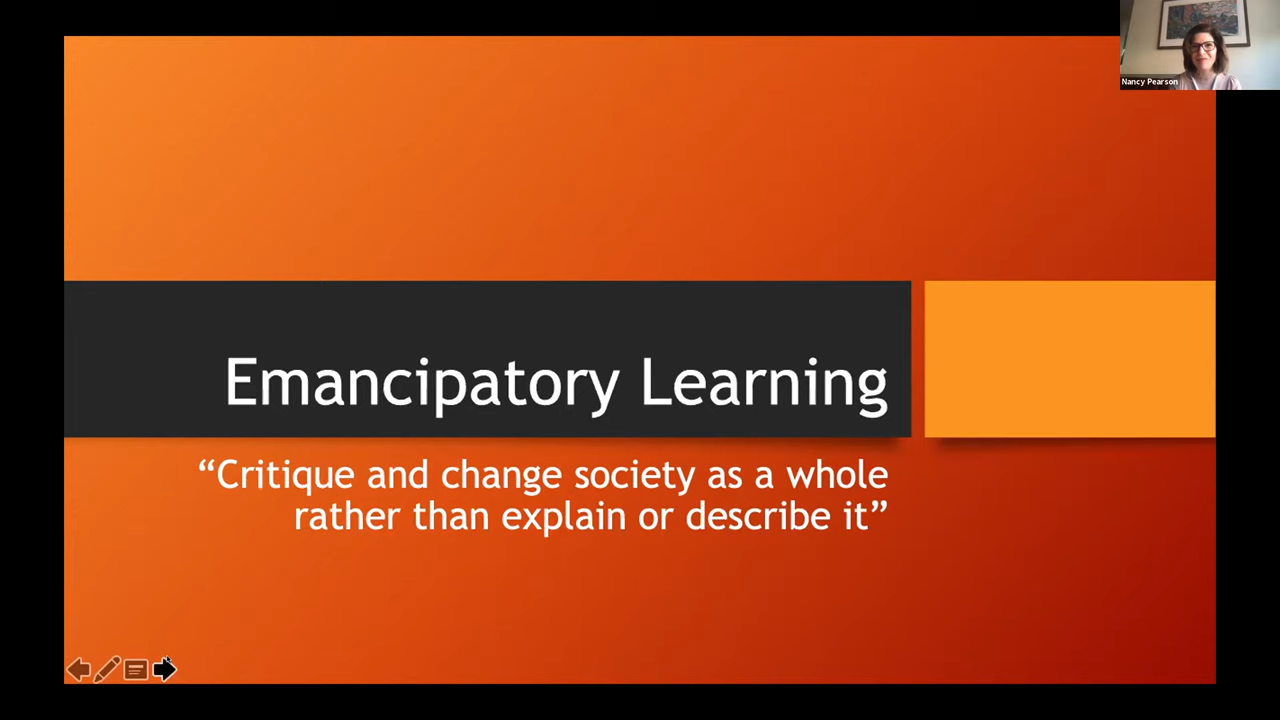 Nancy Pearson
Emancipatory Learning
“Critique and change society as a whole
rather than explain or describe it”